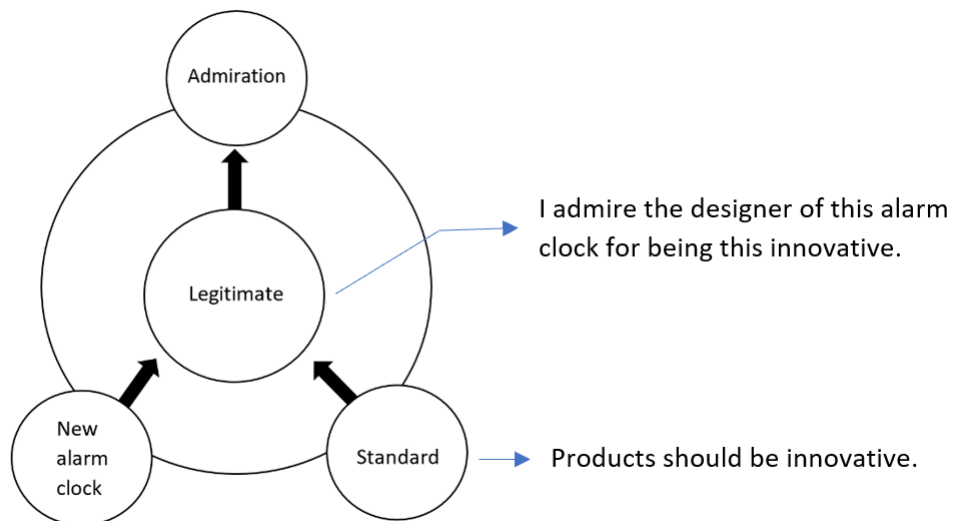 Admiration
I admire the designer of this alarm
clock for being this innovative.
Legitimate
New
alarm
clock
Standard
Products should be innovative.